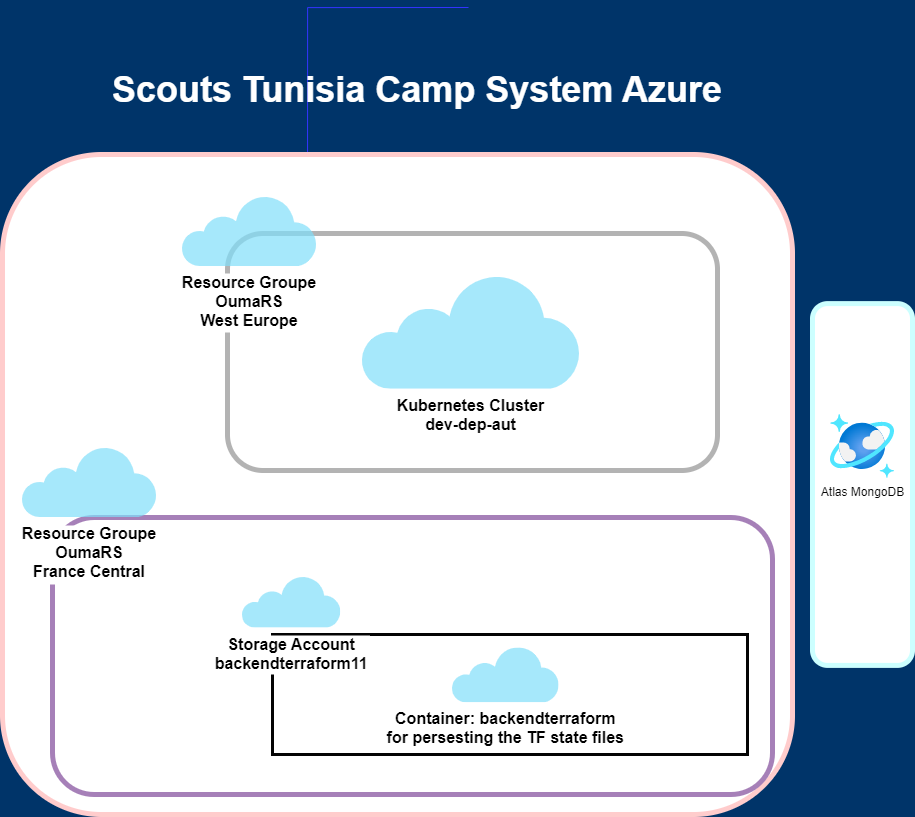 Scouts Tunisia Camp System Azure
Resource Groupe
OumaRS
West Europe
Kubernetes Cluster
dev-dep-aut
Atlas MongoDB
Resource Groupe
OumaRS
France Central
Storage Account
backendterraform11
Container: backendterraform
for persesting the TF state files